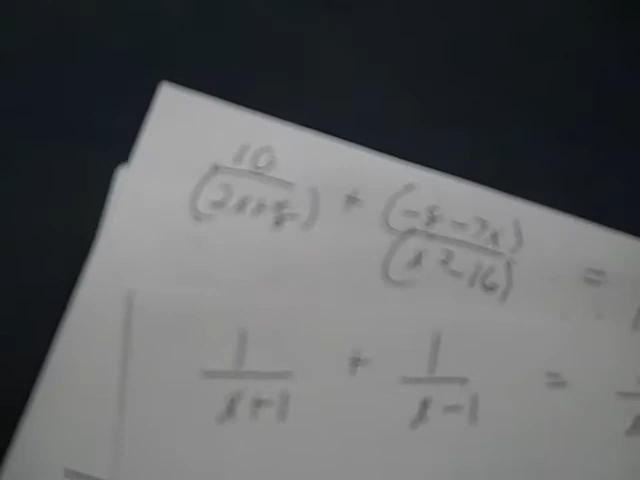 10/(2x+8) + (-8-7x)/(x²-16) =
1/(x+1) + 1/(x-1) =